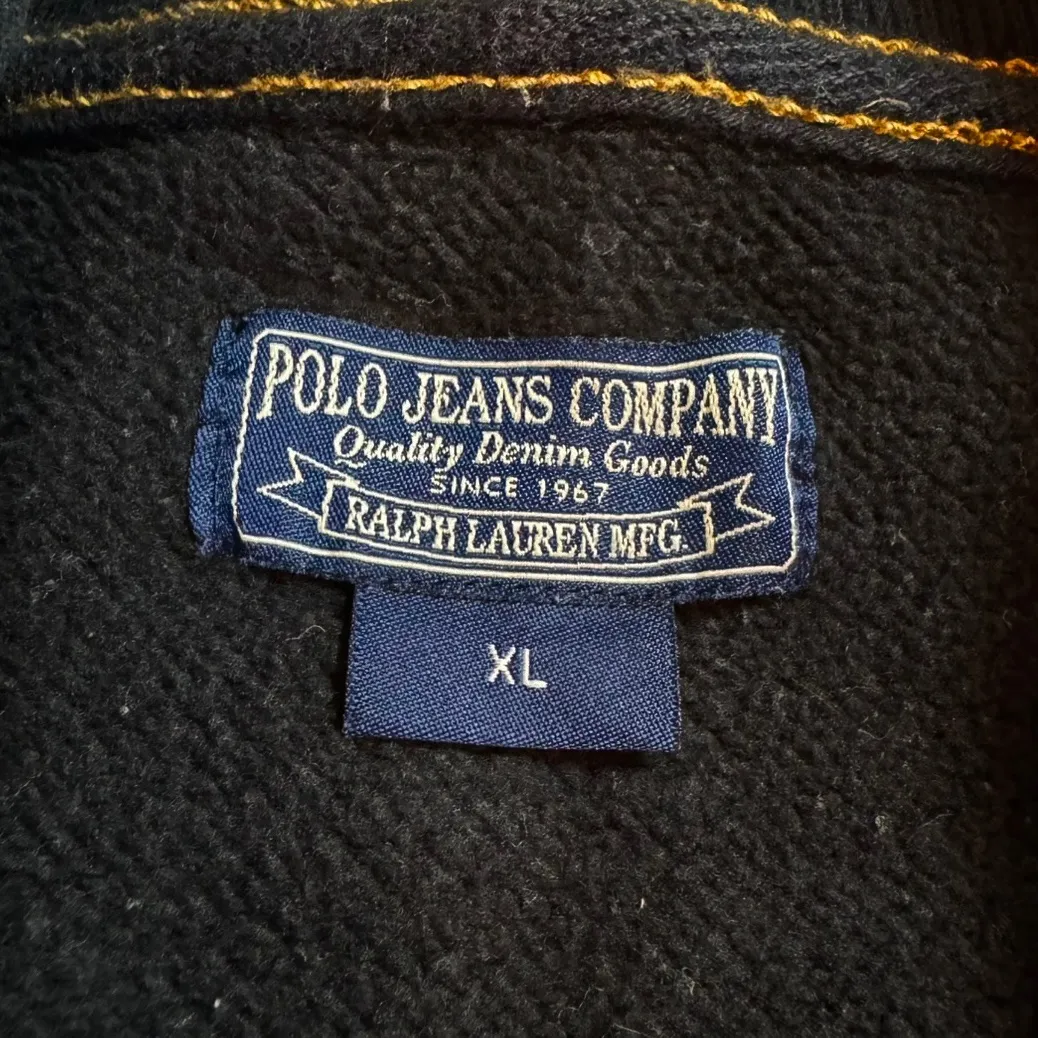 POLO JEANS COMPANY
Quality Denim Goods
SINCE 1967
RALPH LAUREN MFG.
XL